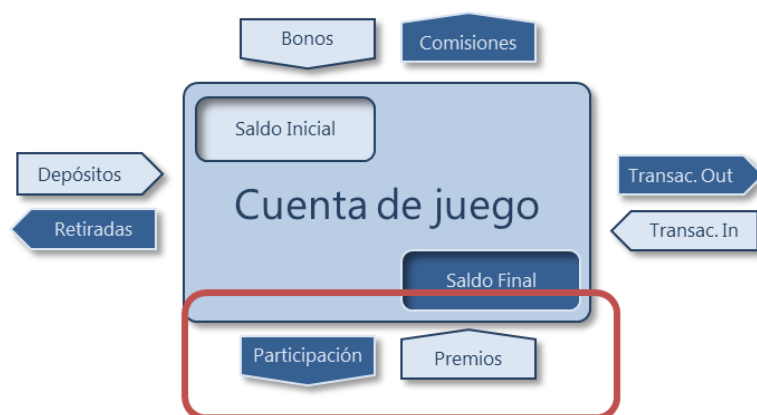 Bonos
Comisiones
Saldo Inicial
Depósitos
Transac. Out
Cuenta de juego
Retiradas
Transac. In
Saldo Final
Participación
Premios